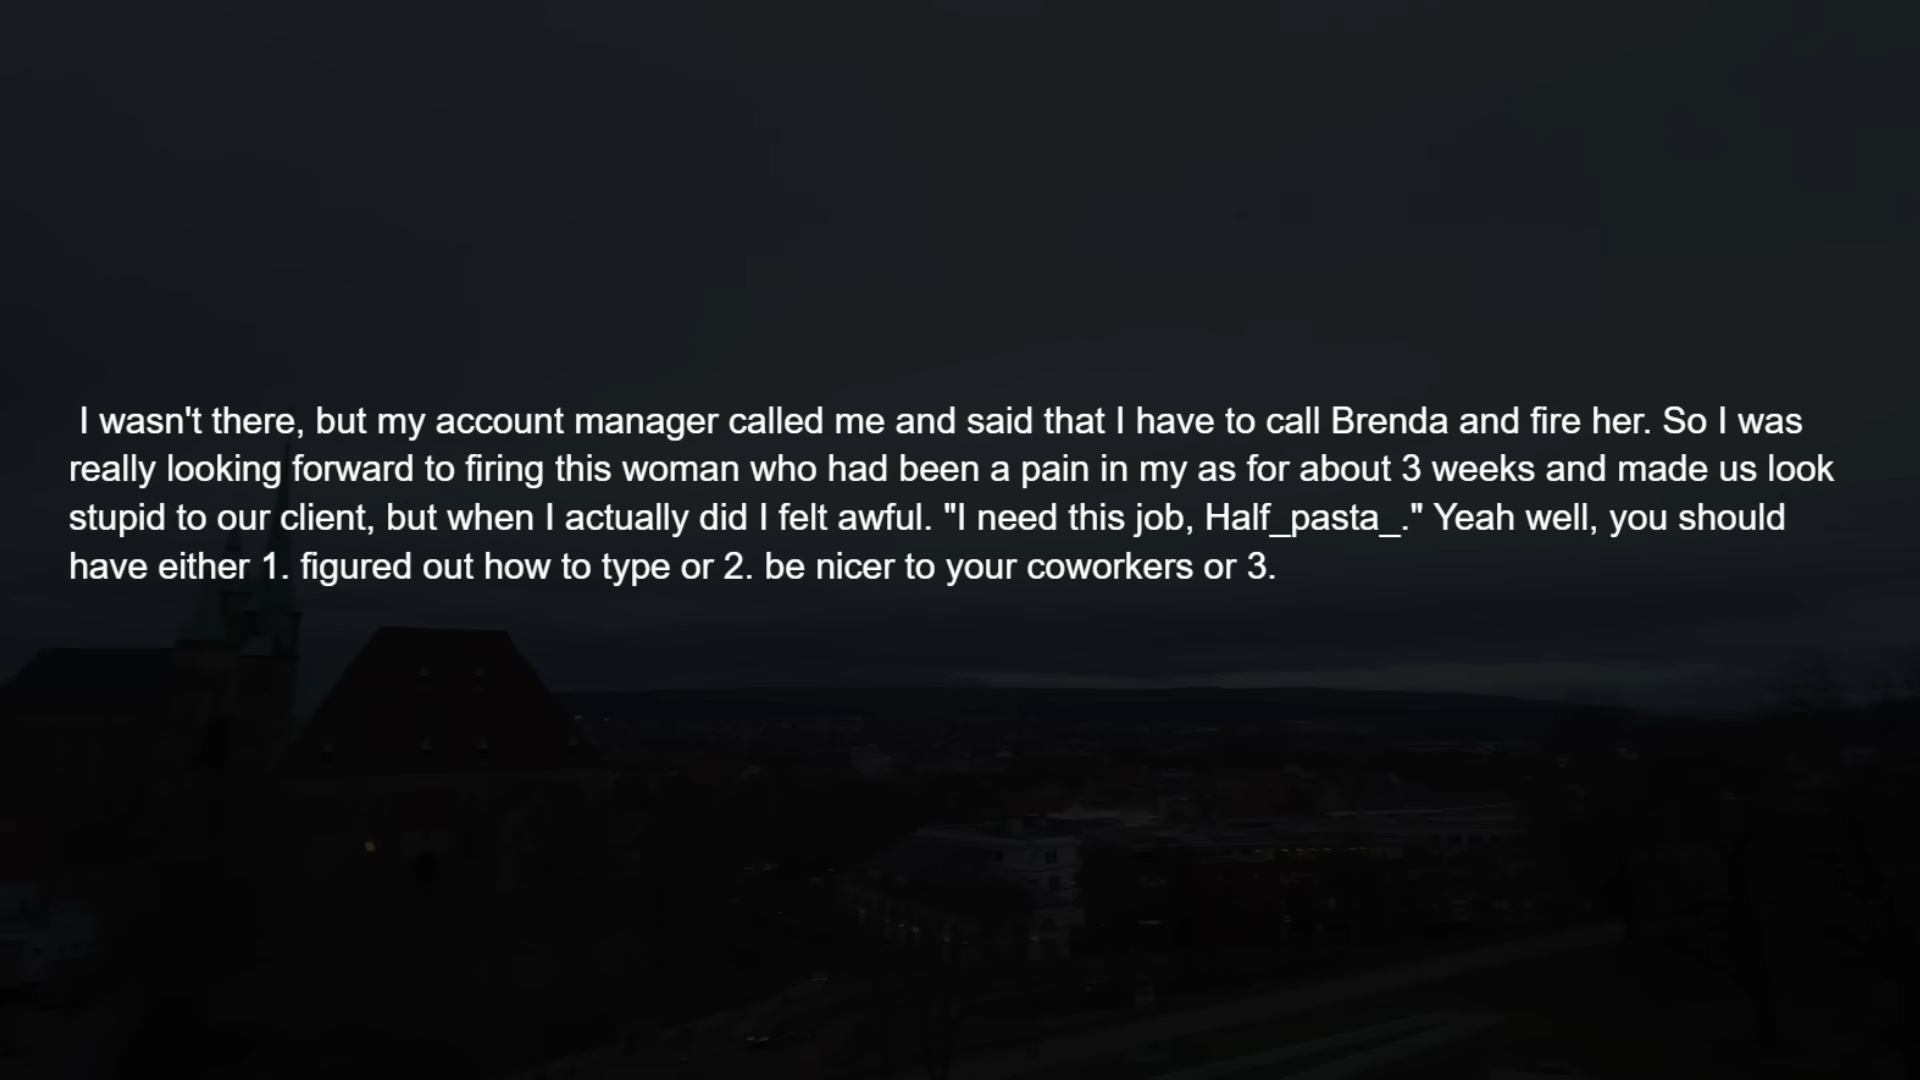 I wasn't there, but my account manager called me and said that I have to call Brenda and fire her. So I was
really looking forward to firing this woman who had been a pain in my as for about 3 weeks and made us look
stupid to our client, but when I actually did I felt awful. "I need this job, Half_pasta_." Yeah well, you should
have either 1. figured out how to type or 2. be nicer to your coworkers or 3.